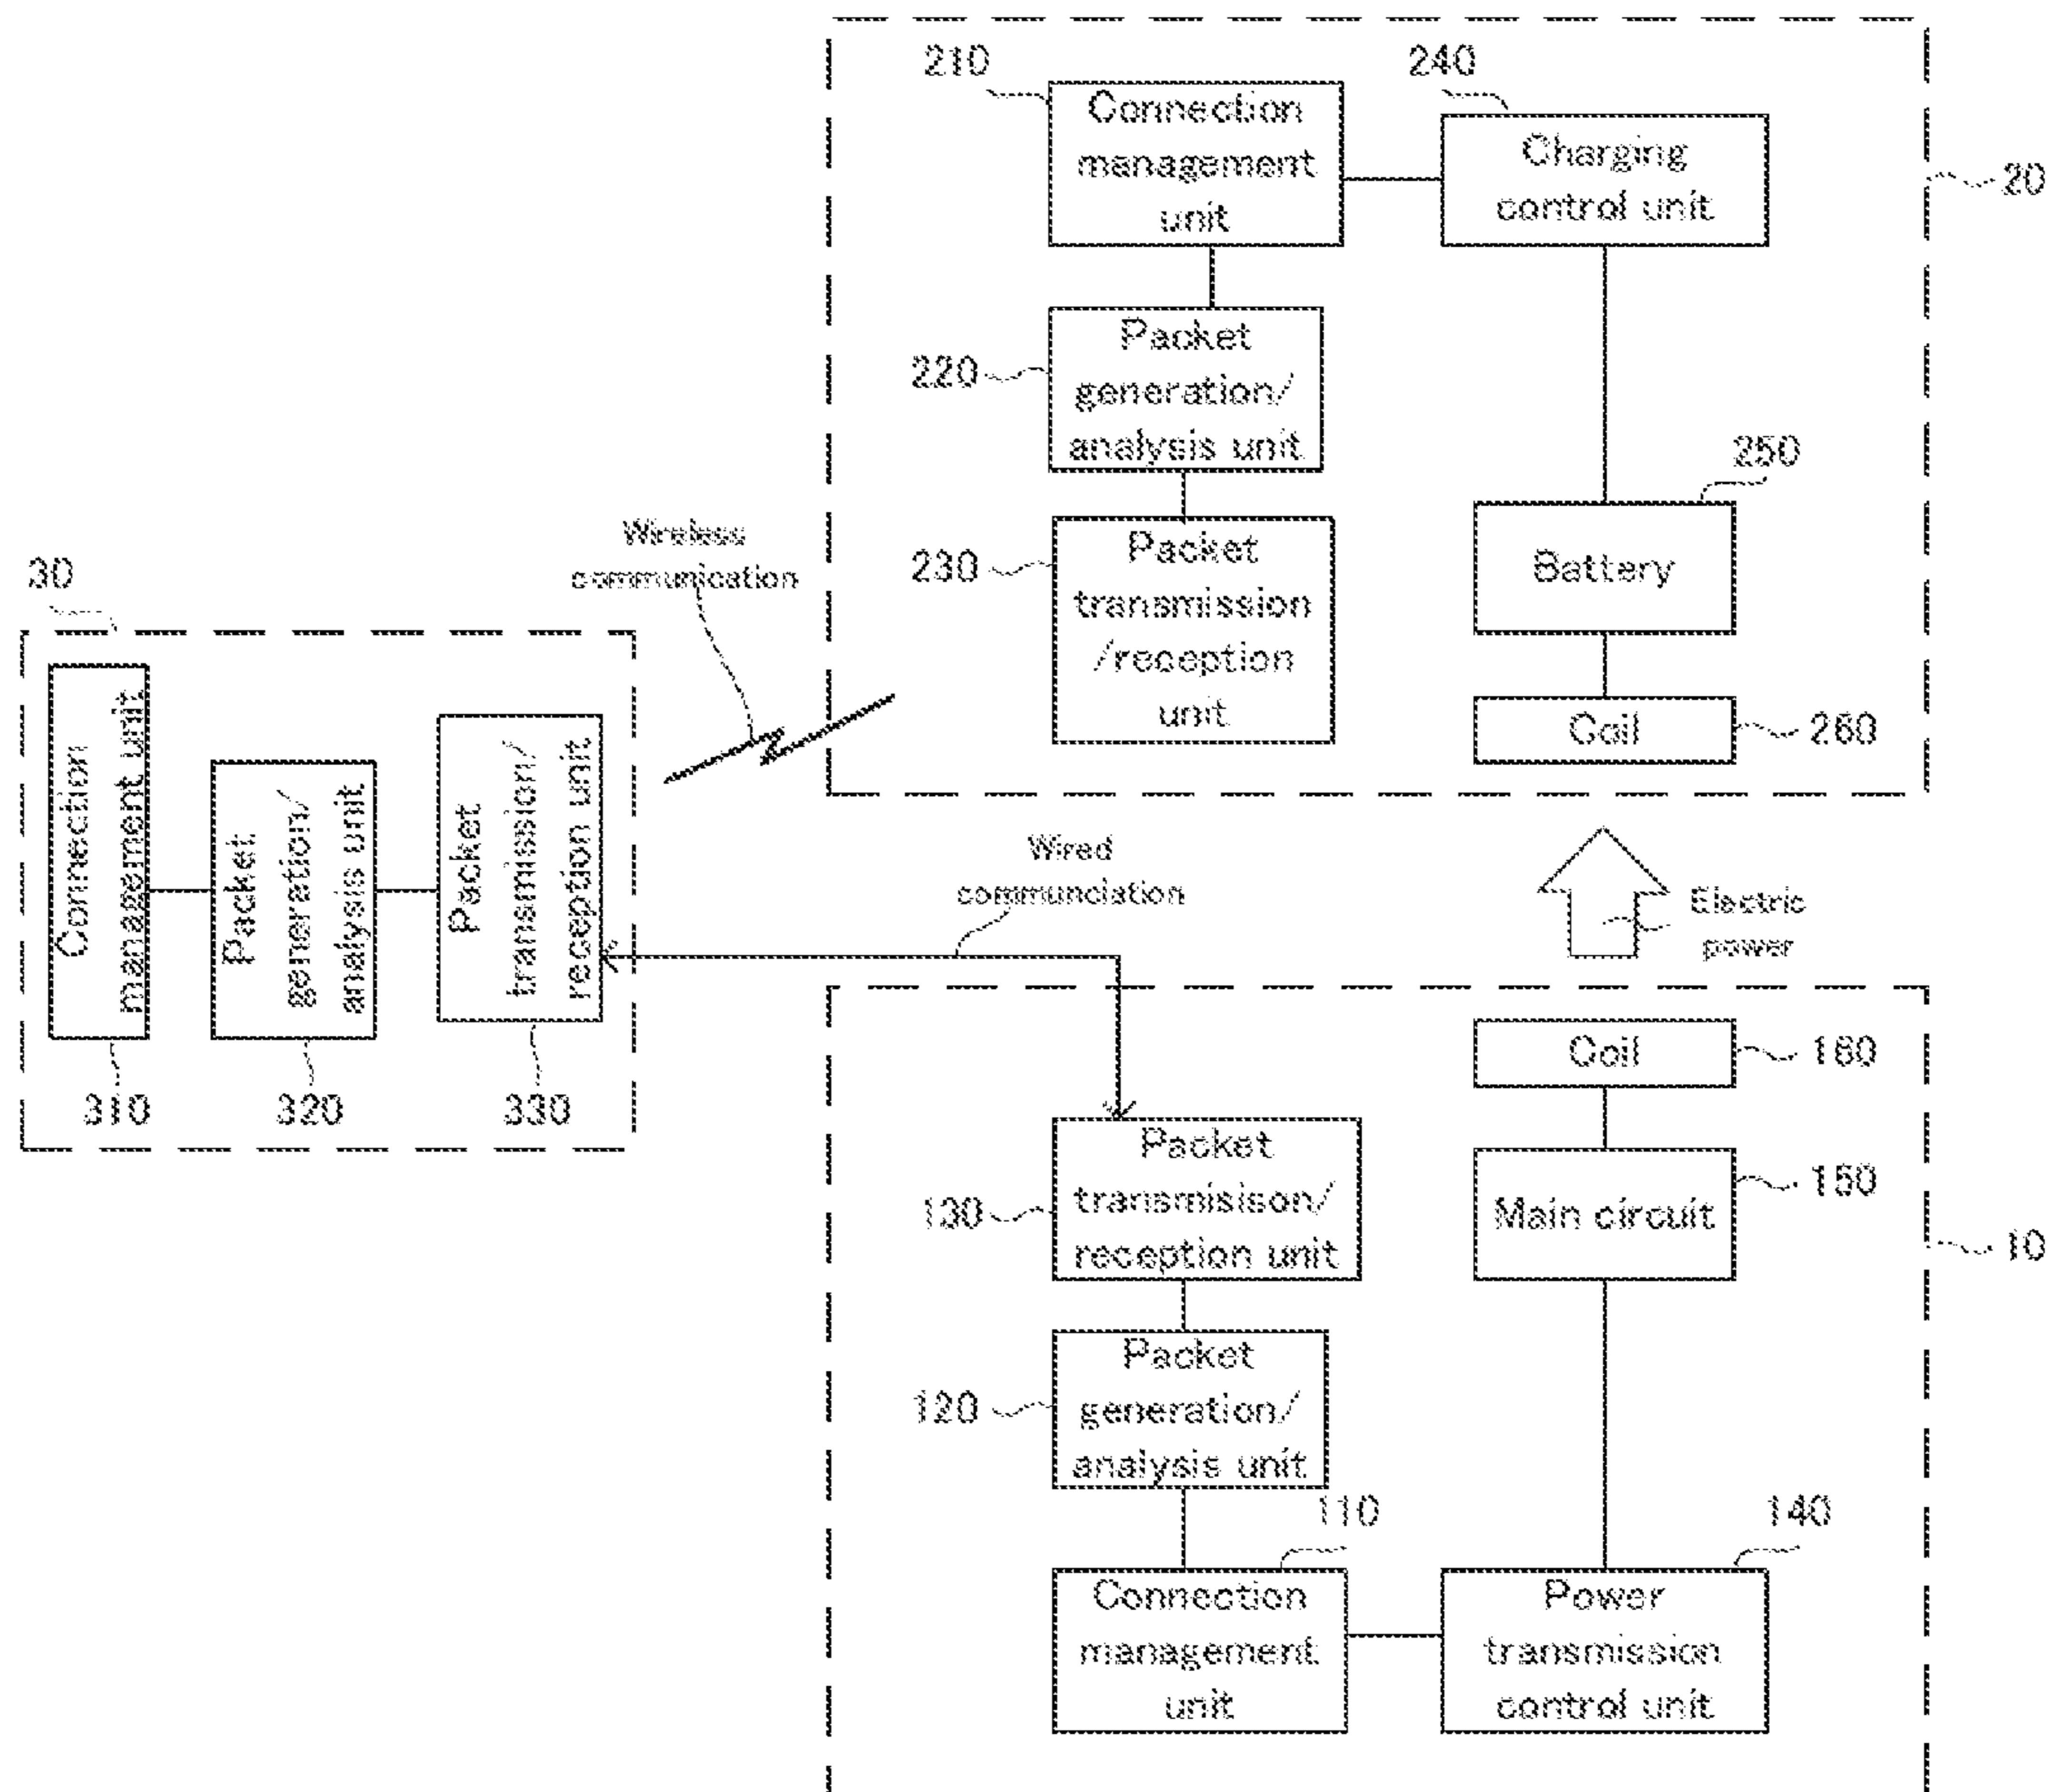 210
240
Connection
management
unit
Charging
control unit
20
Packet
generation/
analysis unit
220
250
Wireless
communication
Packet
transmission
/reception
unit
230
Battery
30
Coil
260
Connection
management unit
Packet
generation/
analysis unit
Packet
transmission/
reception unit
310
320
330
Wired
communciation
Electric
power
Coil
160
Packet
transmisison/
reception unit
130
Main circuit
150
10
Packet
generation/
analysis unit
120
110
140
Connection
management
unit
Power
transmission
control unit